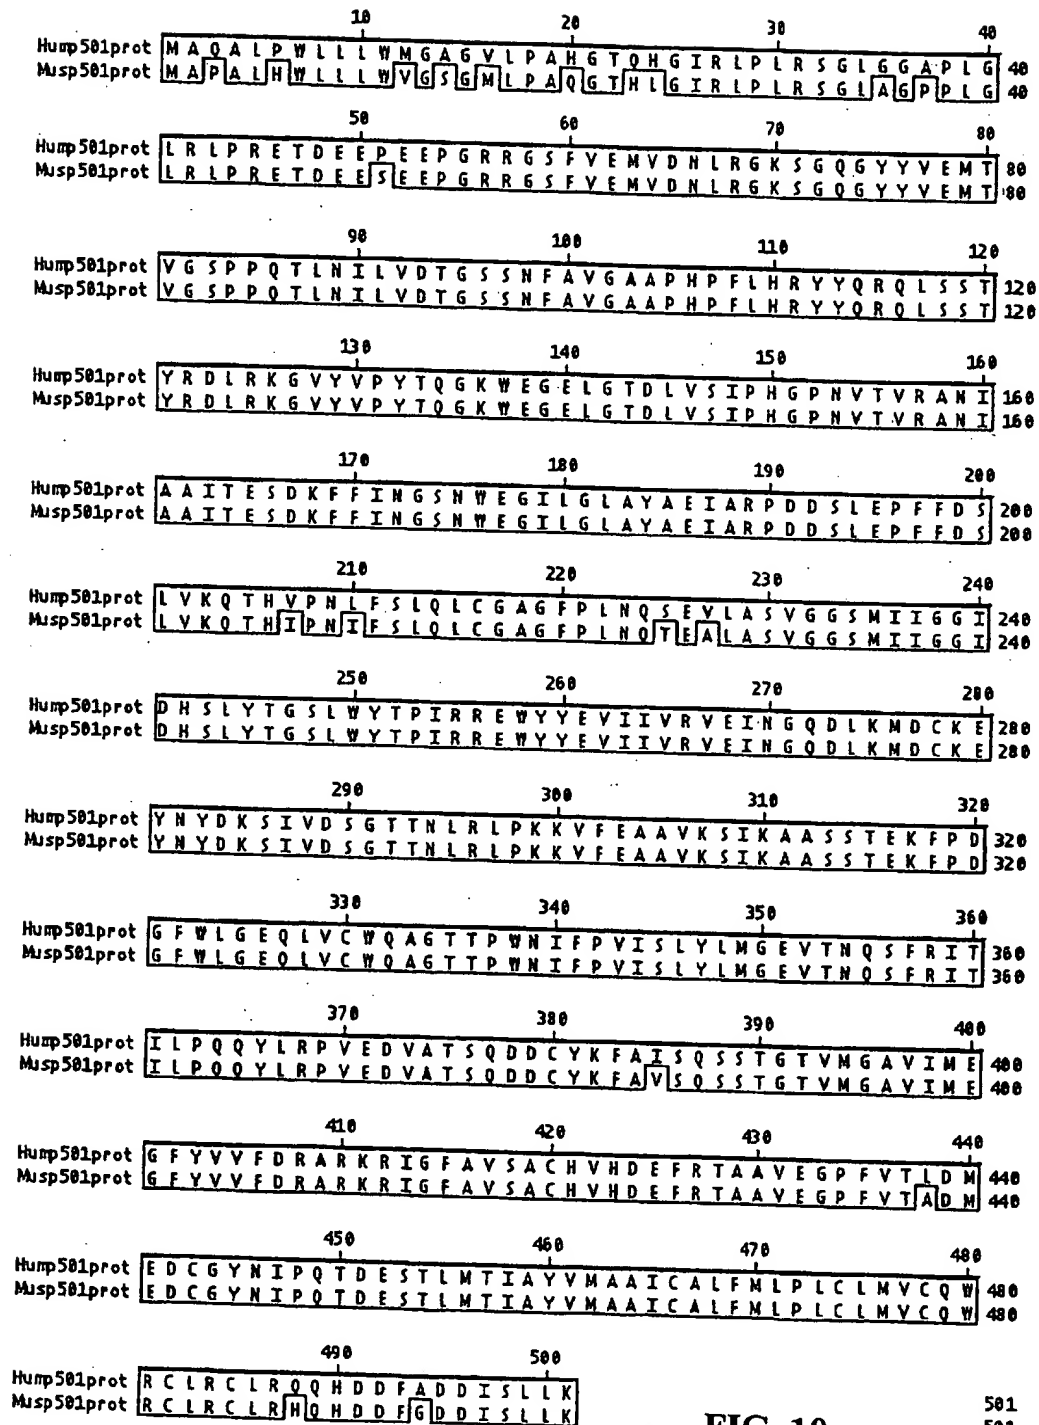 10 20 30 40
Hump501prot M A Q A L P W L L L W M G A G V L P A H G T Q H G I R L P L R S G L G G A P L G 40
Musp501prot M A P A L H W L L L W V G S G M L P A Q G T H L G I R L P L R S G L A G P P L G 40
50 60 70 80
Hump501prot L R L P R E T D E E P E E P G R R G S F V E M V D N L R G K S G Q G Y Y V E M T 80
Musp501prot L R L P R E T D E E S E E P G R R G S F V E M V D N L R G K S G Q G Y Y V E M T 80
90 100 110 120
Hump501prot V G S P P Q T L N I L V D T G S S N F A V G A A P H P F L H R Y Y Q R Q L S S T 120
Musp501prot V G S P P Q T L N I L V D T G S S N F A V G A A P H P F L H R Y Y Q R Q L S S T 120
130 140 150 160
Hump501prot Y R D L R K G V Y V P Y T Q G K W E G E L G T D L V S I P H G P N V T V R A N I 160
Musp501prot Y R D L R K G V Y V P Y T Q G K W E G E L G T D L V S I P H G P N V T V R A N I 160
170 180 190 200
Hump501prot A A I T E S D K F F I N G S N W E G I L G L A Y A E I A R P D D S L E P F F D S 200
Musp501prot A A I T E S D K F F I N G S N W E G I L G L A Y A E I A R P D D S L E P F F D S 200
210 220 230 240
Hump501prot L V K Q T H V P N L F S L Q L C G A G F P L N Q S E V L A S V G G S M I I G G I 240
Musp501prot L V K Q T H I P N I F S L Q L C G A G F P L N Q T E A L A S V G G S M I I G G I 240
250 260 270 280
Hump501prot D H S L Y T G S L W Y T P I R R E W Y Y E V I I V R V E I N G Q D L K M D C K E 280
Musp501prot D H S L Y T G S L W Y T P I R R E W Y Y E V I I V R V E I N G Q D L K M D C K E 280
290 300 310 320
Hump501prot Y N Y D K S I V D S G T T N L R L P K K V F E A A V K S I K A A S S T E K F P D 320
Musp501prot Y N Y D K S I V D S G T T N L R L P K K V F E A A V K S I K A A S S T E K F P D 320
330 340 350 360
Hump501prot G F W L G E Q L V C W Q A G T T P W N I F P V I S L Y L M G E V T N Q S F R I T 360
Musp501prot G F W L G E Q L V C W Q A G T T P W N I F P V I S L Y L M G E V T N Q S F R I T 360
370 380 390 400
Hump501prot I L P Q Q Y L R P V E D V A T S Q D D C Y K F A I S Q S S T G T V M G A V I M E 400
Musp501prot I L P Q Q Y L R P V E D V A T S Q D D C Y K F A V S Q S S T G T V M G A V I M E 400
410 420 430 440
Hump501prot G F Y V V F D R A R K R I G F A V S A C H V H D E F R T A A V E G P F V T L D M 440
Musp501prot G F Y V V F D R A R K R I G F A V S A C H V H D E F R T A A V E G P F V T A D M 440
450 460 470 480
Hump501prot E D C G Y N I P Q T D E S T L M T I A Y V M A A I C A L F M L P L C L M V C Q W 480
Musp501prot E D C G Y N I P Q T D E S T L M T I A Y V M A A I C A L F M L P L C L M V C Q W 480
490 500
Hump501prot R C L R C L R Q Q H D D F A D D I S L L K 501
Musp501prot R C L R C L R H Q H D D F G D D I S L L K